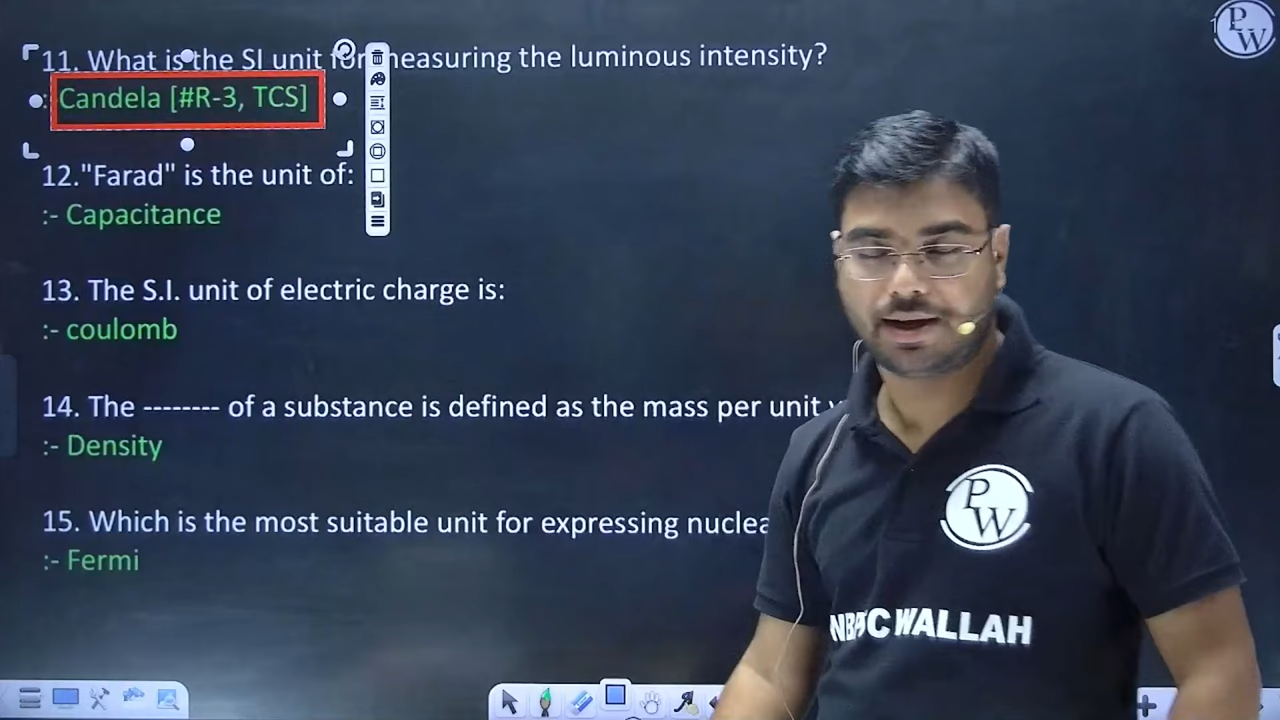 PW
11. What is the SI unit for measuring the luminous intensity?
Candela [#R-3, TCS]
12."Farad" is the unit of:
:- Capacitance
13. The S.I. unit of electric charge is:
:- coulomb
14. The -------- of a substance is defined as the mass per unit
:- Density
15. Which is the most suitable unit for expressing
:- Fermi
PW
WALLAH